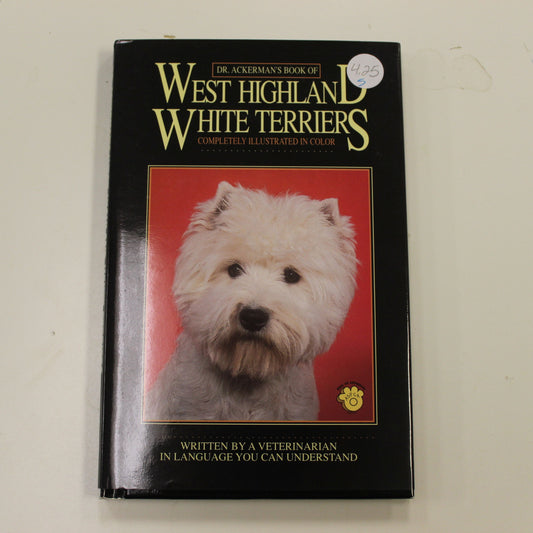 DR. ACKERMAN'S BOOK OF
WEST HIGHLAND
WHITE TERRIERS
COMPLETELY ILLUSTRATED IN COLOR
4.25
WRITTEN BY A VETERINARIAN
IN LANGUAGE YOU CAN UNDERSTAND